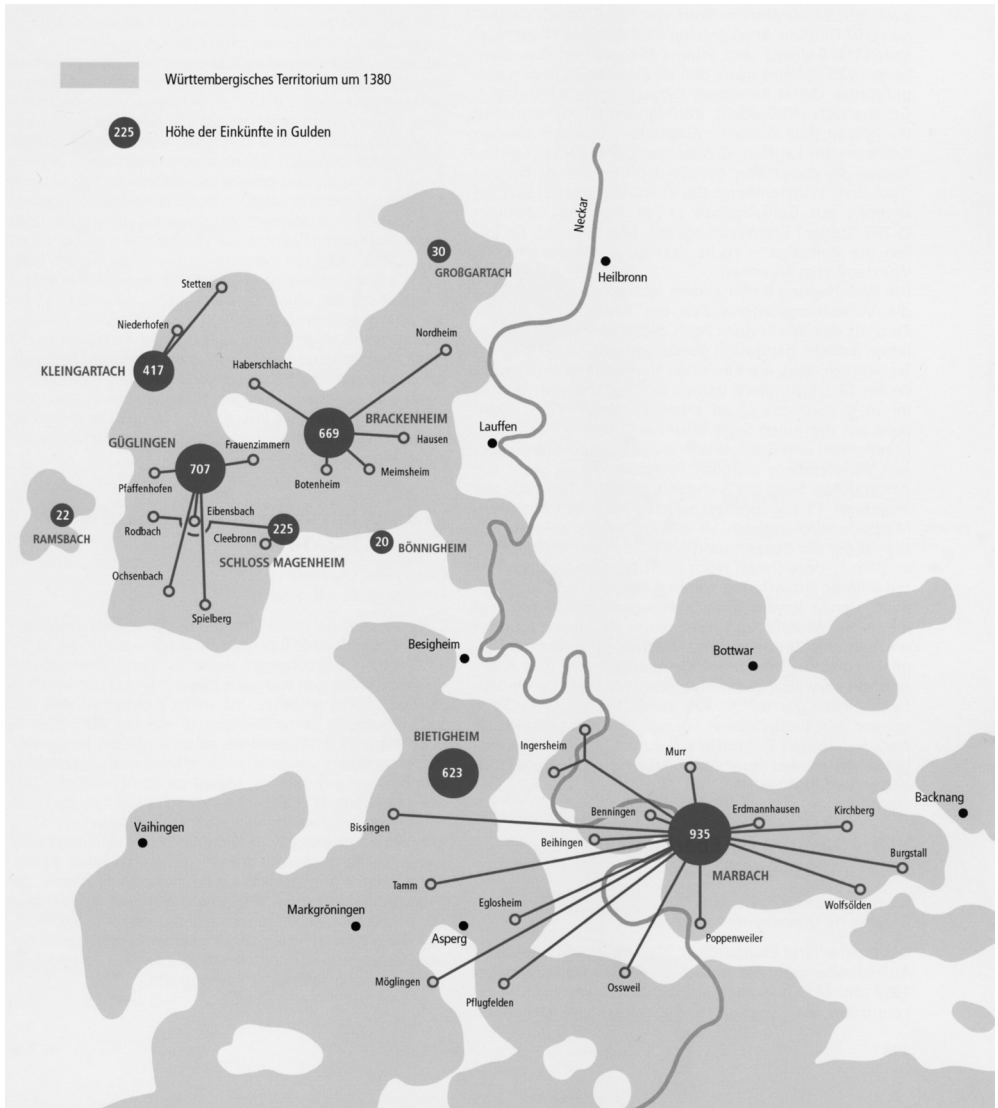 Württembergisches Territorium um 1380
225 Höhe der Einkünfte in Gulden
Neckar
30
GROßGARTACH
Heilbronn
Stetten
Niederhofen
Nordheim
KLEINGARTACH
417
Haberschlacht
BRACKENHEIM
669
Lauffen
GÜGLINGEN
Frauenzimmern
Hausen
707
Meimsheim
Pfaffenhofen
Botenheim
22
RAMSBACH
Rodbach
Eibensbach
225
Cleebronn
20
BÖNNIGHEIM
SCHLOSS MAGENHEIM
Ochsenbach
Spielberg
Besigheim
Bottwar
BIETIGHEIM
623
Ingersheim
Murr
Backnang
Vaihingen
Bissingen
Benningen
Erdmannhausen
Kirchberg
Beihingen
935
Burgstall
MARBACH
Tamm
Wolfsölden
Markgröningen
Eglosheim
Asperg
Poppenweiler
Möglingen
Pflugfelden
Ossweil